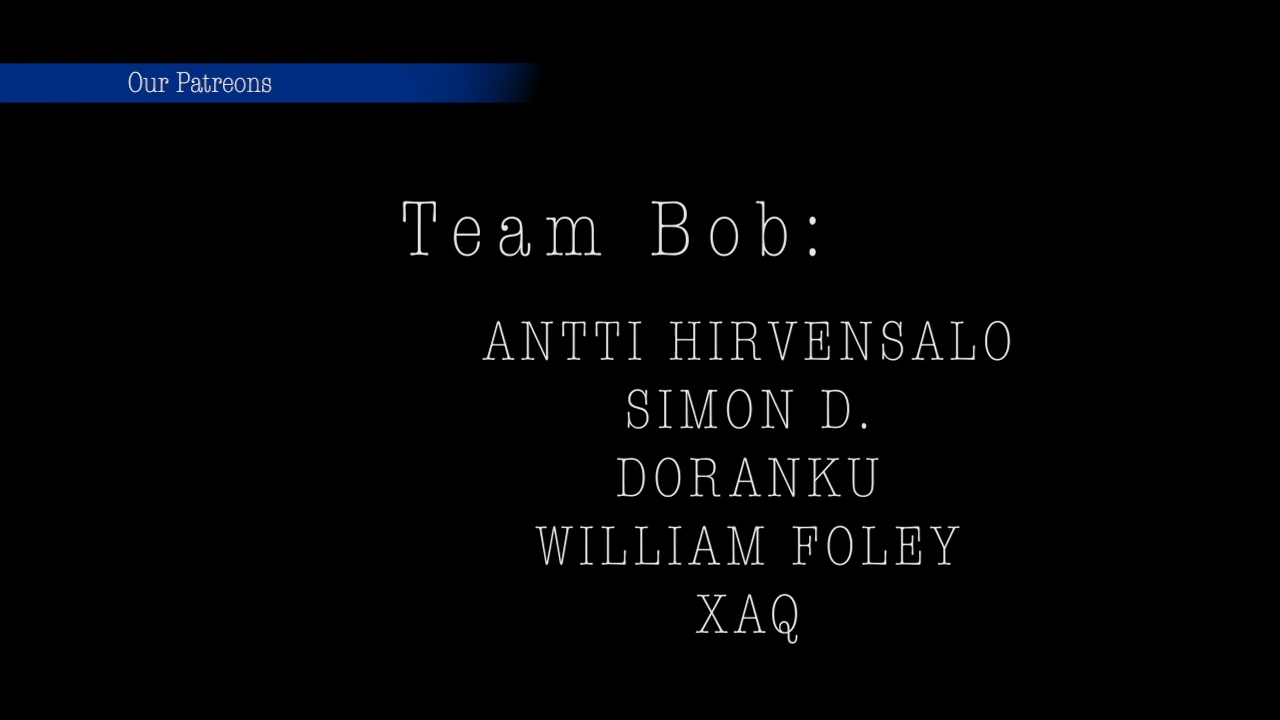 Our Patreons
Team Bob:
ANTTI HIRVENSALO
SIMON D.
DORANKU
WILLIAM FOLEY
XAQ